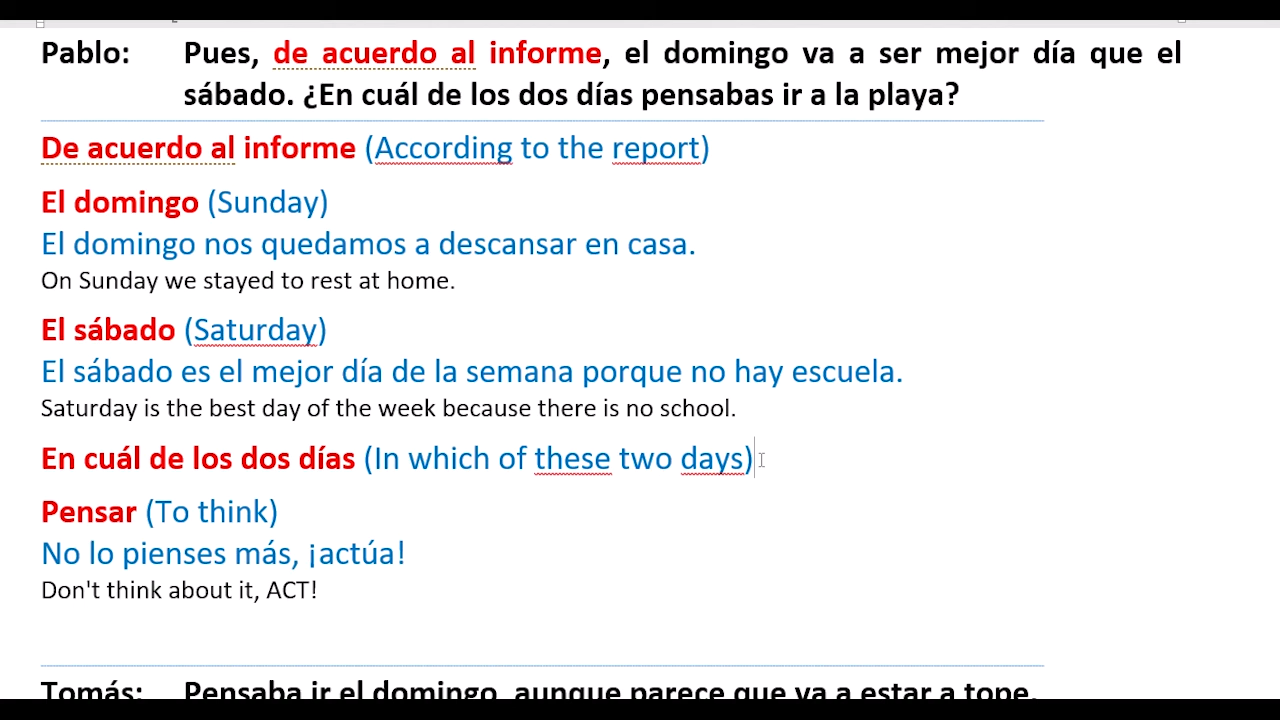 Pablo: Pues, de acuerdo al informe, el domingo va a ser mejor día que el
sábado. ¿En cuál de los dos días pensabas ir a la playa?
De acuerdo al informe (According to the report)
El domingo (Sunday)
El domingo nos quedamos a descansar en casa.
On Sunday we stayed to rest at home.
El sábado (Saturday)
El sábado es el mejor día de la semana porque no hay escuela.
Saturday is the best day of the week because there is no school.
En cuál de los dos días (In which of these two days)
Pensar (To think)
No lo pienses más, ¡actúa!
Don't think about it, ACT!
Tomás: Pensaba ir el domingo, aunque parece que va a estar a tope.